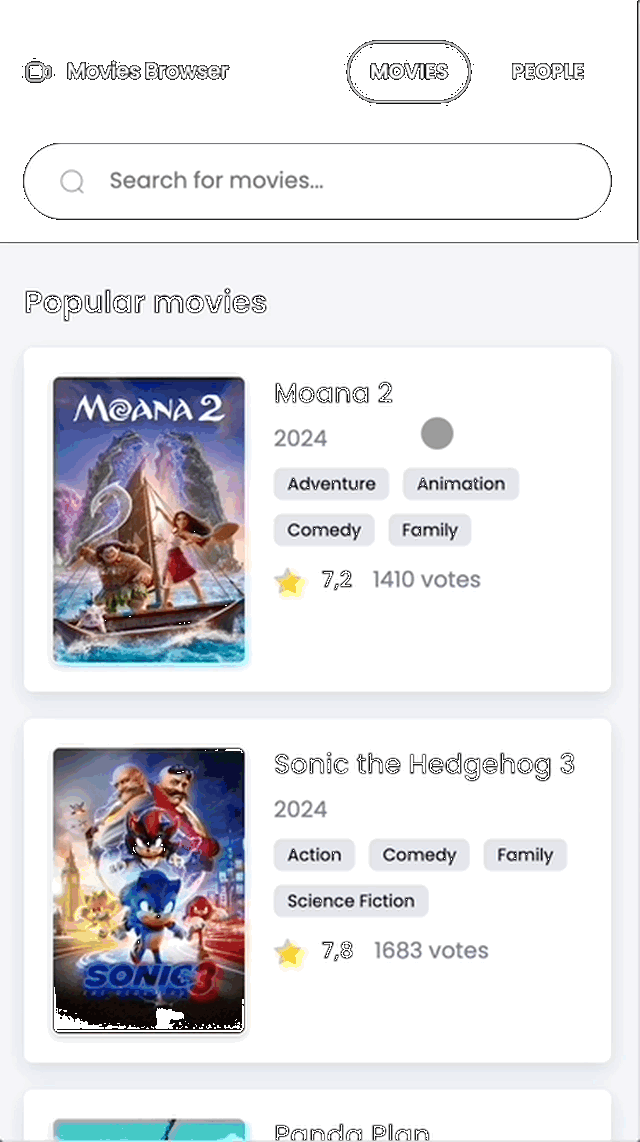 Movies Browser MOVIES PEOPLE
Search for movies...
Popular movies
MOANA 2
Moana 2
2024
Adventure Animation
Comedy Family
7,2 1410 votes
Sonic the Hedgehog 3
2024
Action Comedy Family
Science Fiction
7,8 1683 votes
SONIC 3
Panda Plan